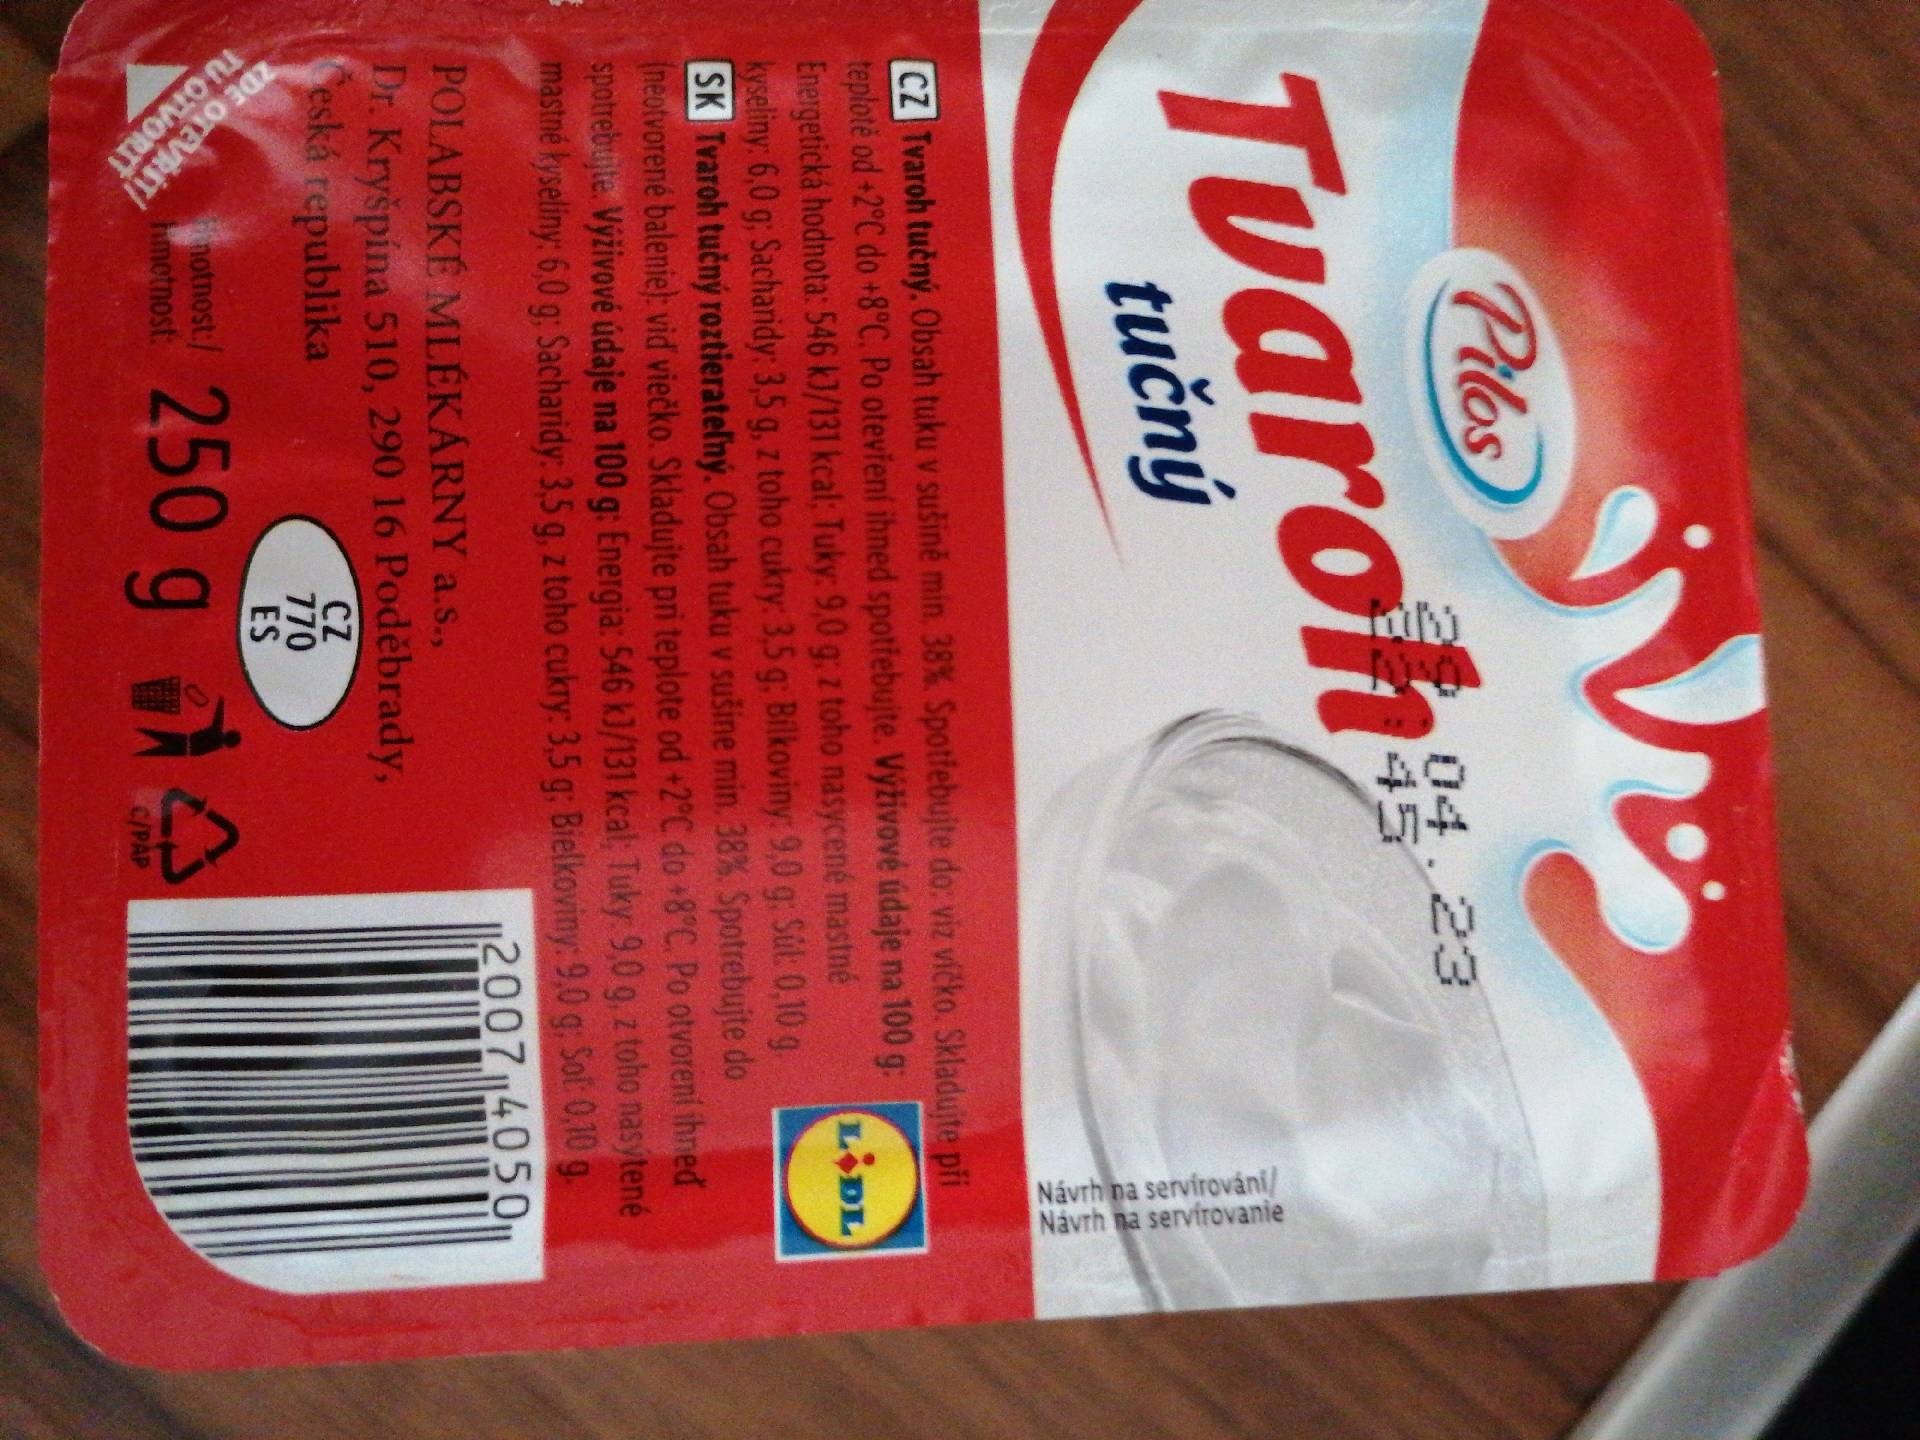 Pilos
Tvaroh
tučný
29. 04. 23
45
Návrh na servírování/
Návrh na servírovanie
CZ Tvaroh tučný. Obsah tuku v sušině min. 38%. Spotřebujte do: viz víčko. Skladujte při
teplotě od +2°C do +8°C. Po otevření ihned spotřebujte. Výživové údaje na 100 g:
Energetická hodnota: 546 kJ/131 kcal; Tuky: 9,0 g, z toho nasycené mastné
kyseliny: 6,0 g; Sacharidy: 3,5 g, z toho cukry: 3,5 g; Bílkoviny: 9,0 g; Sůl: 0,10 g
SK Tvaroh tučný roztierateľný. Obsah tuku v sušine min. 38%. Spotrebujte do
(neotvorené balenie): viď viečko. Skladujte pri teplote od +2°C do +8°C. Po otvorení ihneď
spotrebujte. Výživové údaje na 100 g: Energia: 546 kJ/131 kcal; Tuky: 9,0 g, z toho nasýtené
mastné kyseliny: 6,0 g; Sacharidy: 3,5 g, z toho cukry: 3,5 g; Bielkoviny: 9,0 g; Soľ: 0,10 g.
LIDL
POLABSKÉ MLÉKÁRNY a.s.,
Dr. Kryšpína 510, 290 16 Poděbrady,
Česká republika
CZ
770
ES
ZDE OTEVŘÍT/
TU OTVORIŤ
Hmotnost:/
Hmotnosť:
250 g
C/PAP
20074050